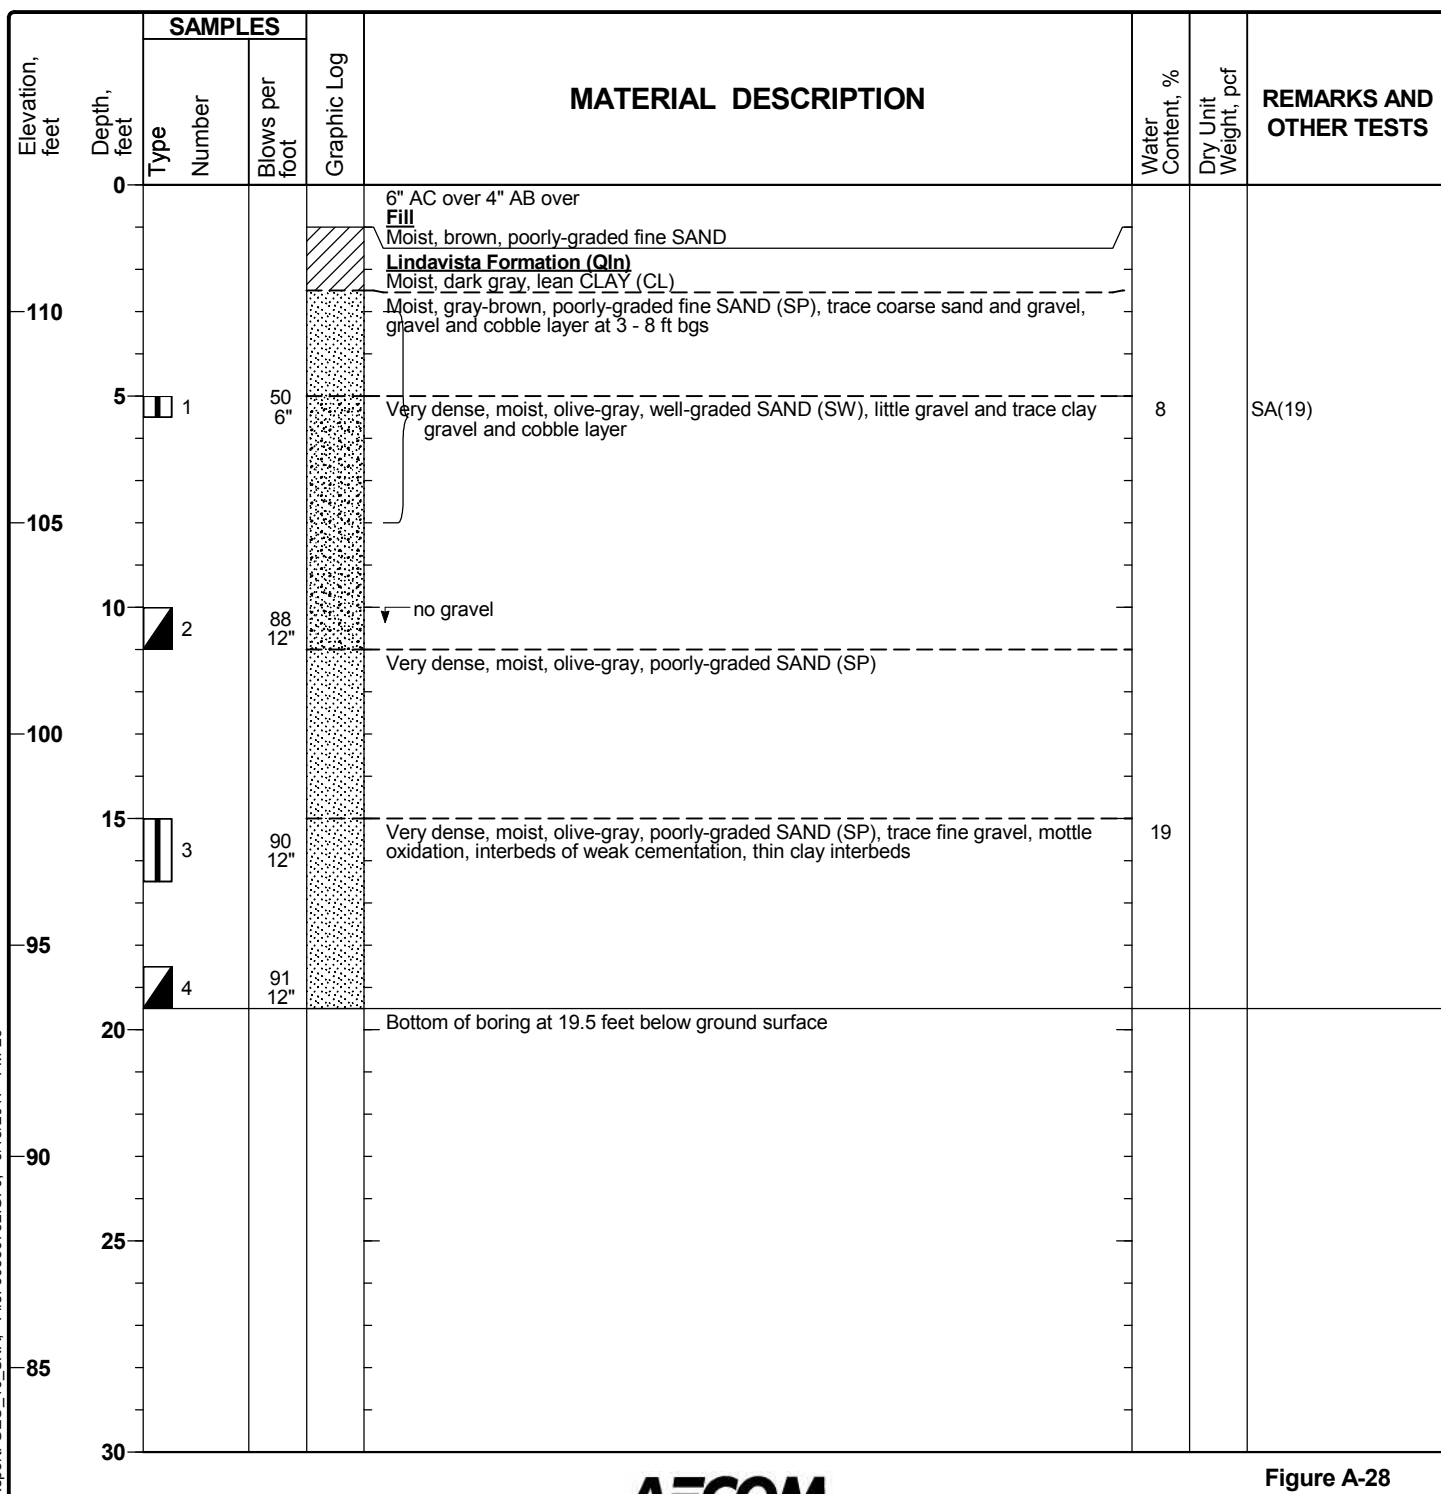 SAMPLES
Elevation, feet
Depth, feet
Type
Number
Blows per foot
Graphic Log
MATERIAL DESCRIPTION
Water Content, %
Dry Unit Weight, pcf
REMARKS AND
OTHER TESTS
0
6" AC over 4" AB over
Fill
Moist, brown, poorly-graded fine SAND
Lindavista Formation (Qln)
Moist, dark gray, lean CLAY (CL)
110
Moist, gray-brown, poorly-graded fine SAND (SP), trace coarse sand and gravel,
gravel and cobble layer at 3 - 8 ft bgs
5
1
50
6"
Very dense, moist, olive-gray, well-graded SAND (SW), little gravel and trace clay
gravel and cobble layer
8
SA(19)
105
10
2
88
12"
no gravel
Very dense, moist, olive-gray, poorly-graded SAND (SP)
100
15
3
90
12"
Very dense, moist, olive-gray, poorly-graded SAND (SP), trace fine gravel, mottle
oxidation, interbeds of weak cementation, thin clay interbeds
19
95
4
91
12"
20
Bottom of boring at 19.5 feet below ground surface
90
25
85
30
AECOM
Figure A-28